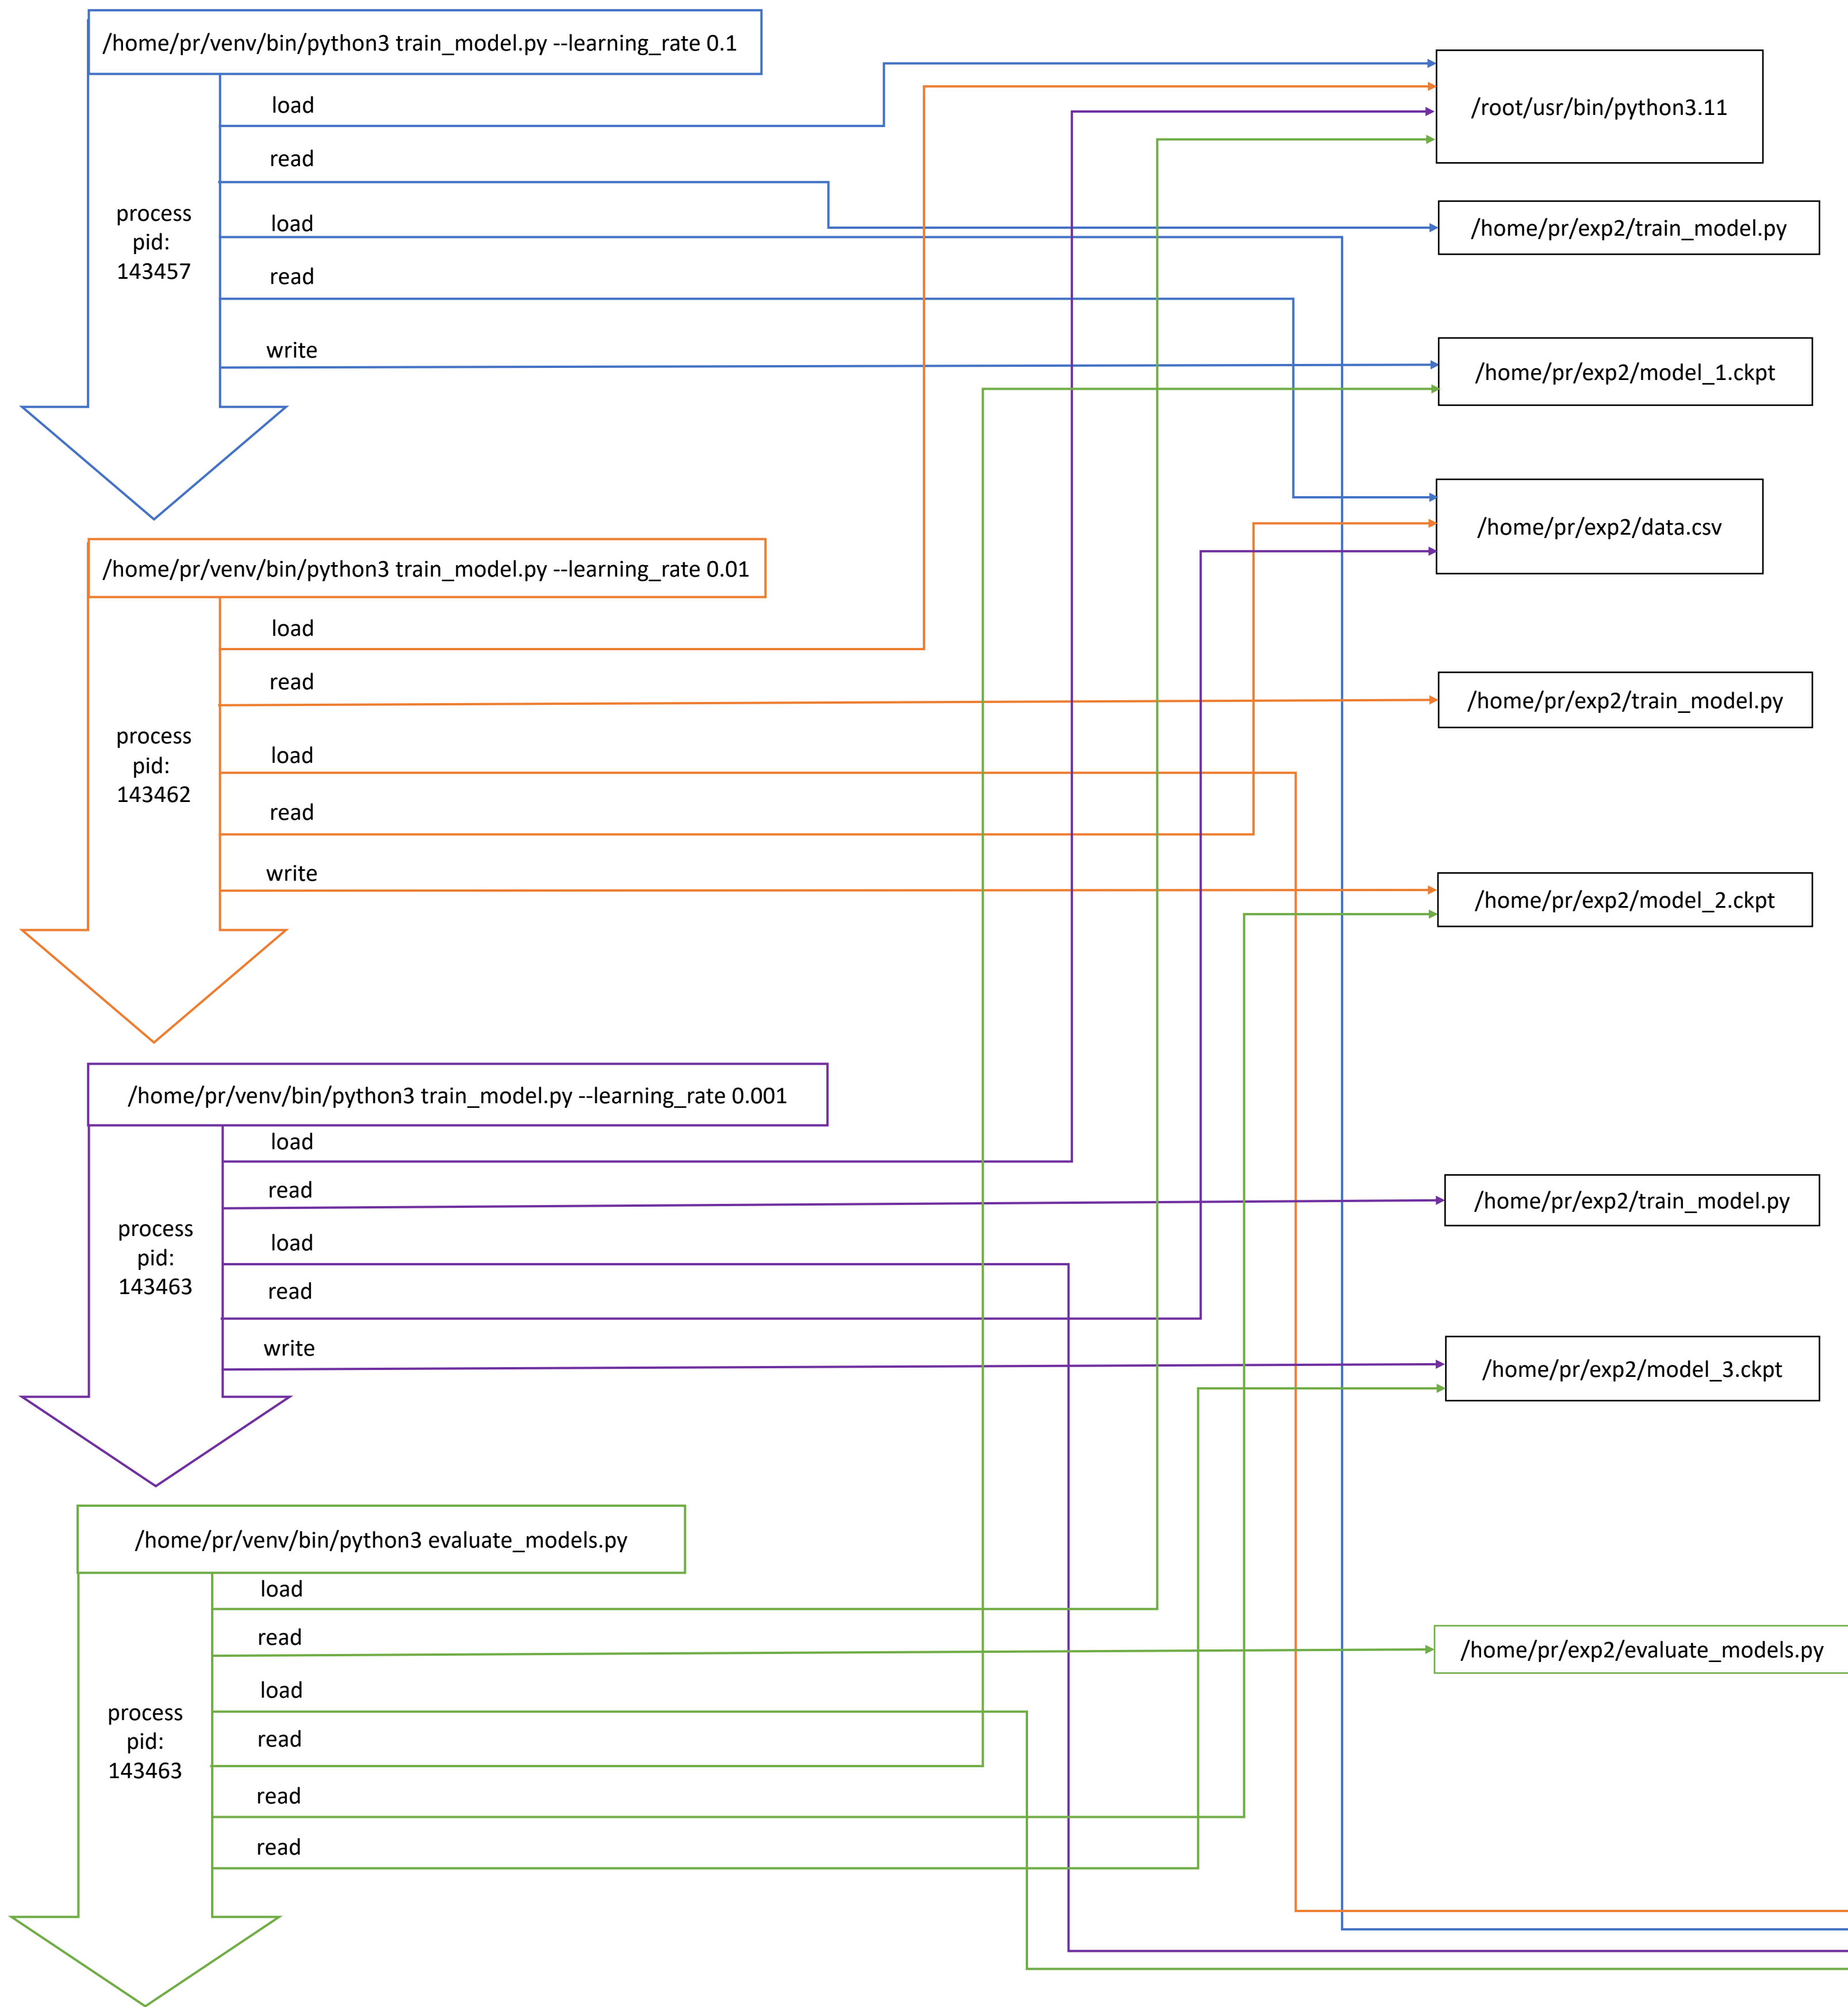 /home/pr/venv/bin/python3 train_model.py --learning_rate 0.1
load
read
load
read
write
process
pid:
143457
/root/usr/bin/python3.11
/home/pr/exp2/train_model.py
/home/pr/exp2/model_1.ckpt
/home/pr/exp2/data.csv
/home/pr/venv/bin/python3 train_model.py --learning_rate 0.01
load
read
load
read
write
process
pid:
143462
/home/pr/exp2/train_model.py
/home/pr/exp2/model_2.ckpt
/home/pr/venv/bin/python3 train_model.py --learning_rate 0.001
load
read
load
read
write
process
pid:
143463
/home/pr/exp2/train_model.py
/home/pr/exp2/model_3.ckpt
/home/pr/venv/bin/python3 evaluate_models.py
load
read
load
read
read
read
process
pid:
143463
/home/pr/exp2/evaluate_models.py